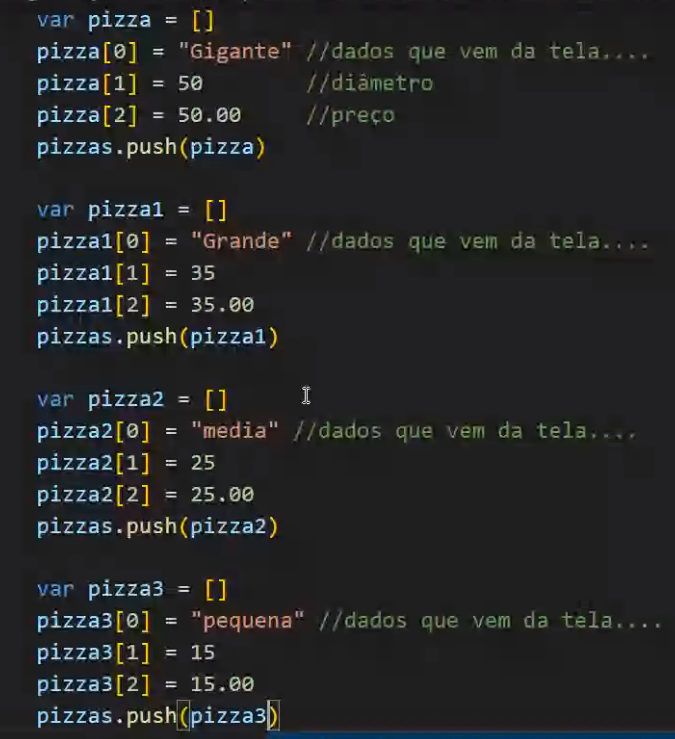 var pizza = []
pizza[0] = "Gigante" //dados que vem da tela....
pizza[1] = 50 //diâmetro
pizza[2] = 50.00 //preço
pizzas.push(pizza)
var pizza1 = []
pizza1[0] = "Grande" //dados que vem da tela....
pizza1[1] = 35
pizza1[2] = 35.00
pizzas.push(pizza1)
var pizza2 = []
pizza2[0] = "media" //dados que vem da tela....
pizza2[1] = 25
pizza2[2] = 25.00
pizzas.push(pizza2)
var pizza3 = []
pizza3[0] = "pequena" //dados que vem da tela....
pizza3[1] = 15
pizza3[2] = 15.00
pizzas.push(pizza3)